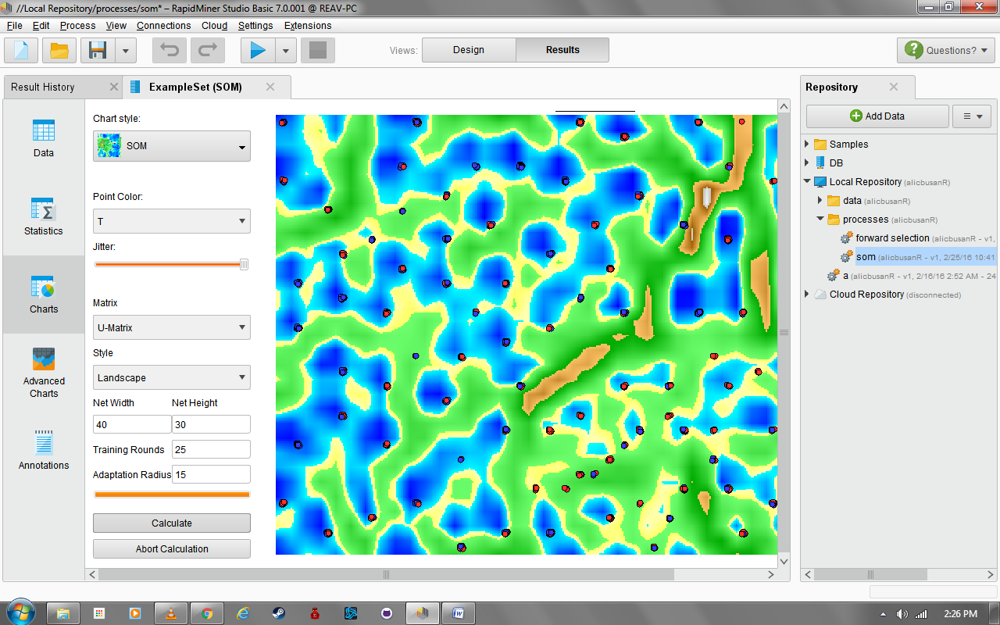 //Local Repository/processes/som* – RapidMiner Studio Basic 7.0.001 @ REAV-PC
File Edit Process View Connections Cloud Settings Extensions
Views: Design Results Questions?
Result History ExampleSet (SOM) Repository
Data
Statistics
Charts
Advanced
Charts
Annotations
Chart style:
SOM
Point Color:
T
Jitter:
Matrix
U-Matrix
Style
Landscape
Net Width Net Height
40 30
Training Rounds 25
Adaptation Radius 15
Calculate
Abort Calculation
Add Data
Samples
DB
Local Repository (alicbusanR)
data (alicbusanR)
processes (alicbusanR)
forward selection (alicbusanR - v1,
som (alicbusanR - v1, 2/25/16 10:41
a (alicbusanR - v1, 2/16/16 2:52 AM - 24
Cloud Repository (disconnected)
2:26 PM